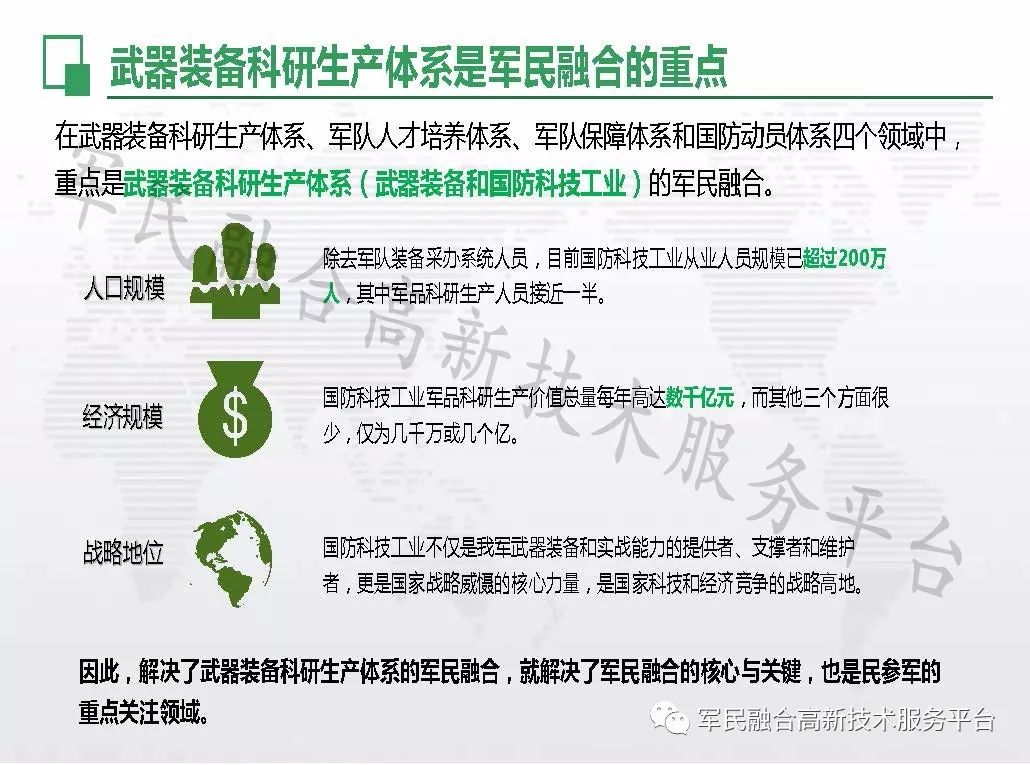 武器装备科研生产体系是军民融合的重点
在武器装备科研生产体系、军队人才培养体系、军队保障体系和国防动员体系四个领域中，
重点是武器装备科研生产体系（武器装备和国防科技工业）的军民融合。
人口规模
除去军队装备采办系统人员，目前国防科技工业从业人员规模已超过200万
人，其中军品科研生产人员接近一半。
经济规模
$
国防科技工业军品科研生产价值总量每年高达数千亿元，而其他三个方面很
少，仅为几千万或几个亿。
战略地位
国防科技工业不仅是我军武器装备和实战能力的提供者、支撑者和维护
者，更是国家战略威慑的核心力量，是国家科技和经济竞争的战略高地。
因此，解决了武器装备科研生产体系的军民融合，就解决了军民融合的核心与关键，也是民参军的
重点关注领域。
军民融合高新技术服务平台
军民融合高新技术服务平台